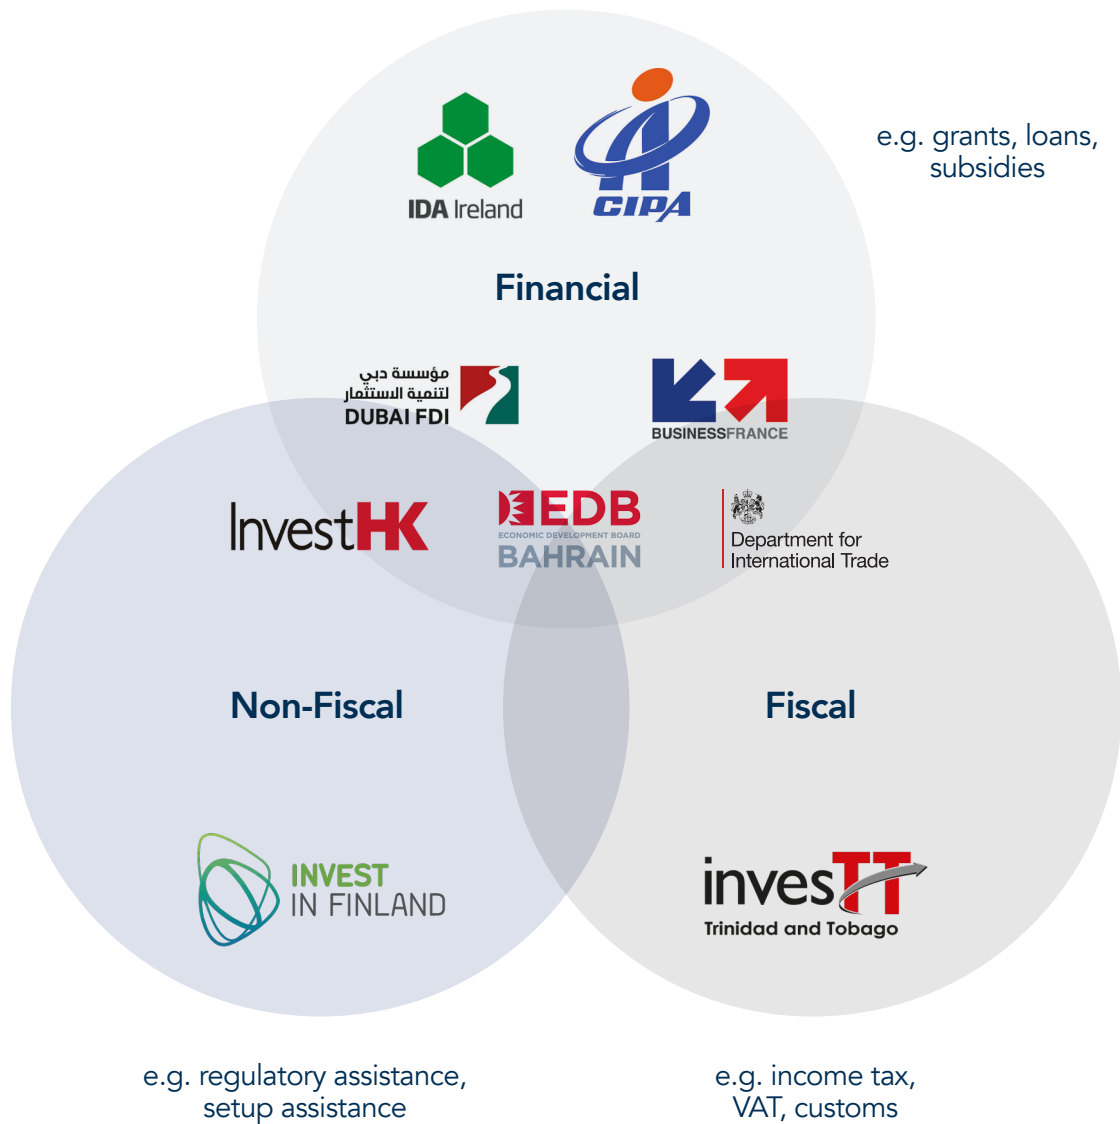 IDA Ireland
CIPA
e.g. grants, loans,
subsidies
Financial
مؤسسة دبي
لتنمية الاستثمار
DUBAI FDI
BUSINESSFRANCE
InvestHK
EDB
ECONOMIC DEVELOPMENT BOARD
BAHRAIN
Department for
International Trade
Non-Fiscal
Fiscal
INVEST
IN FINLAND
invesTT
Trinidad and Tobago
e.g. regulatory assistance,
setup assistance
e.g. income tax,
VAT, customs